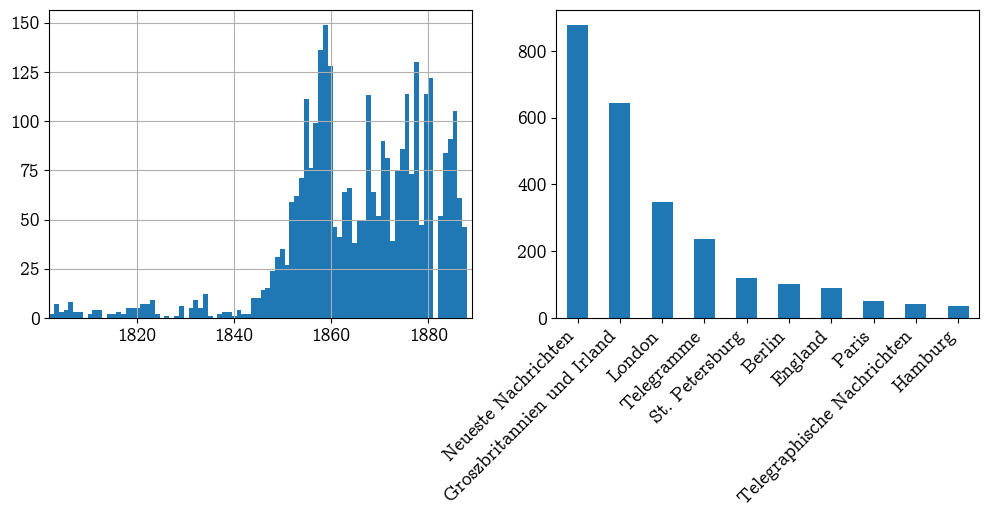 150
125
100
75
50
25
0
1820 1840 1860 1880
800
600
400
200
0
Neueste Nachrichten
Groszbritannien und Irland
London
Telegramme
St. Petersburg
Berlin
England
Paris
Telegraphische Nachrichten
Hamburg